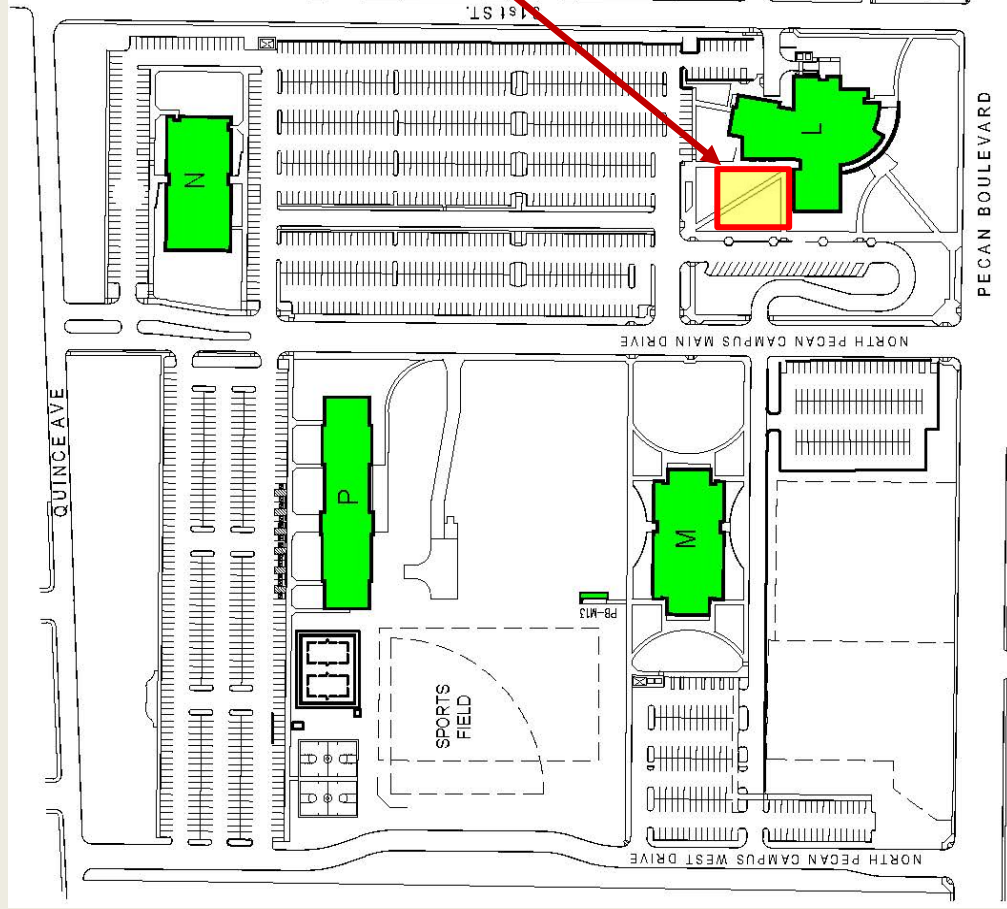 31st ST.
N
L
PECAN BOULEVARD
NORTH PECAN CAMPUS MAIN DRIVE
QUINCE AVE
P
M
PB-M13
SPORTS
FIELD
NORTH PECAN CAMPUS WEST DRIVE